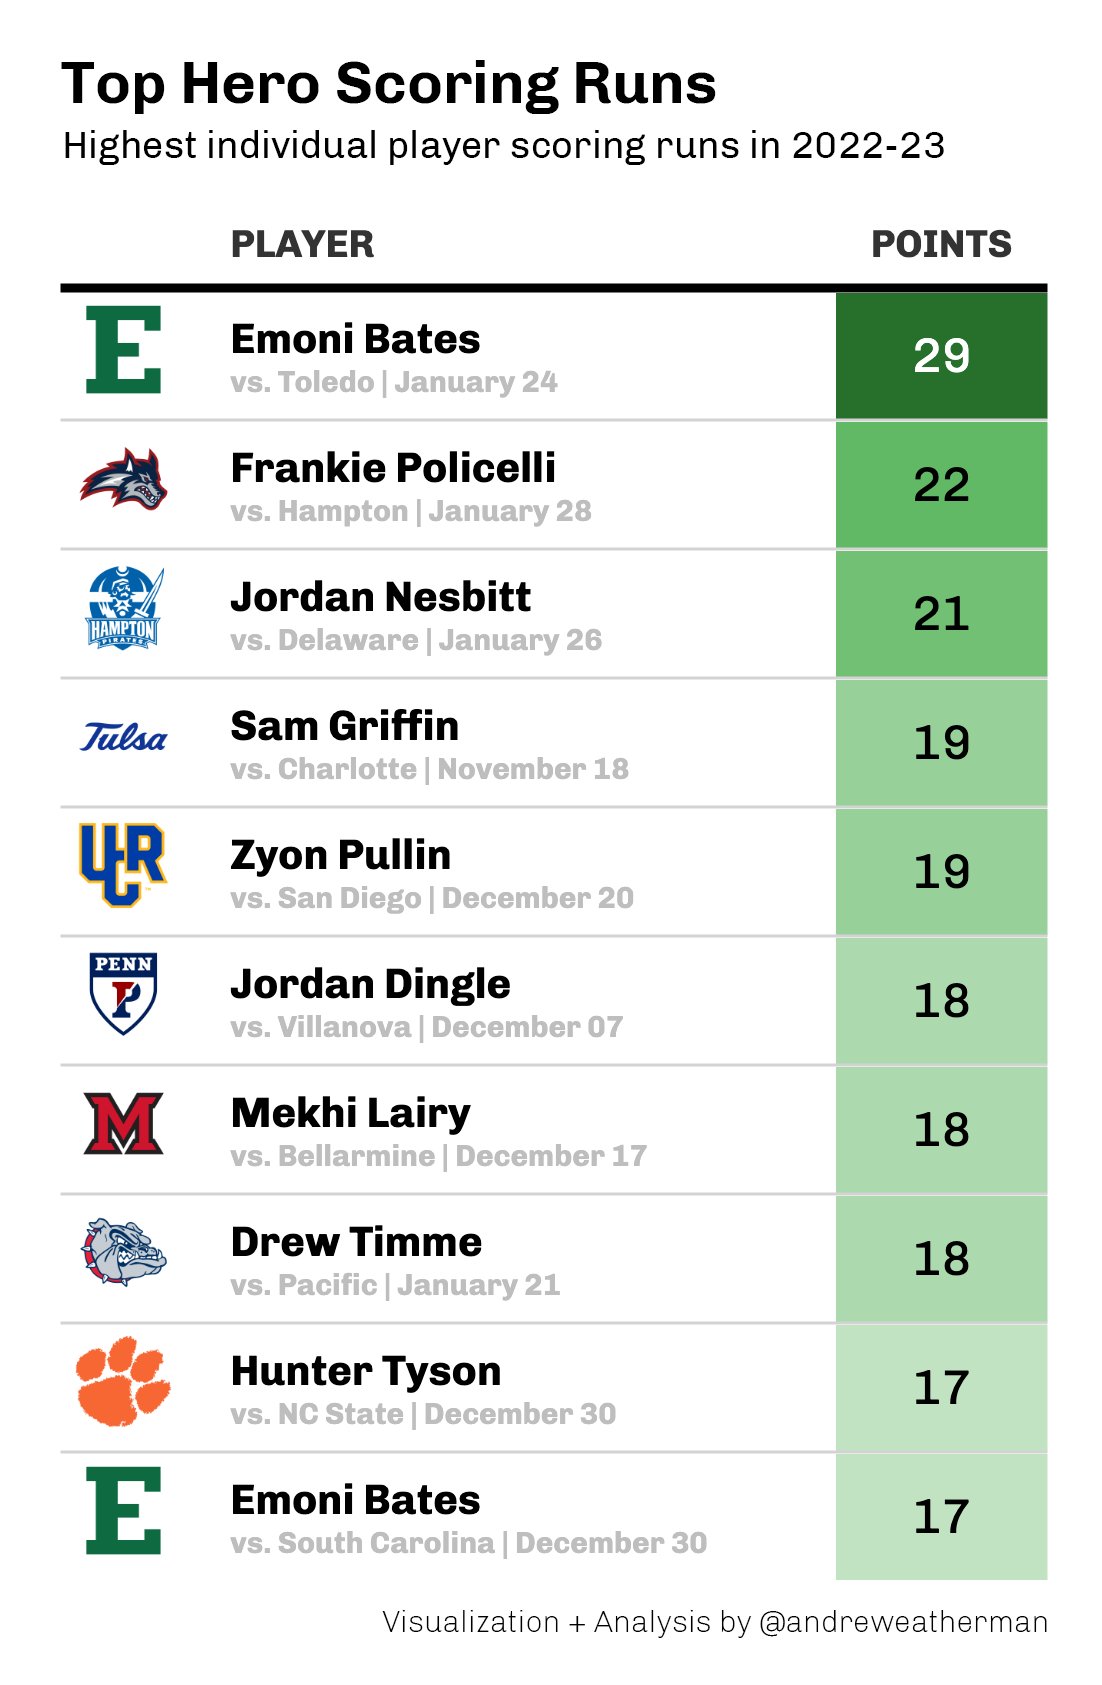 Top Hero Scoring Runs
Highest individual player scoring runs in 2022-23
PLAYER POINTS
Emoni Bates
vs. Toledo | January 24
29
Frankie Policelli
vs. Hampton | January 28
22
HAMPTON
PIRATES
Jordan Nesbitt
vs. Delaware | January 26
21
Tulsa
Sam Griffin
vs. Charlotte | November 18
19
UCR
Zyon Pullin
vs. San Diego | December 20
19
PENN
P
Jordan Dingle
vs. Villanova | December 07
18
M
Mekhi Lairy
vs. Bellarmine | December 17
18
Drew Timme
vs. Pacific | January 21
18
Hunter Tyson
vs. NC State | December 30
17
E
Emoni Bates
vs. South Carolina | December 30
17
Visualization + Analysis by @andreweatherman